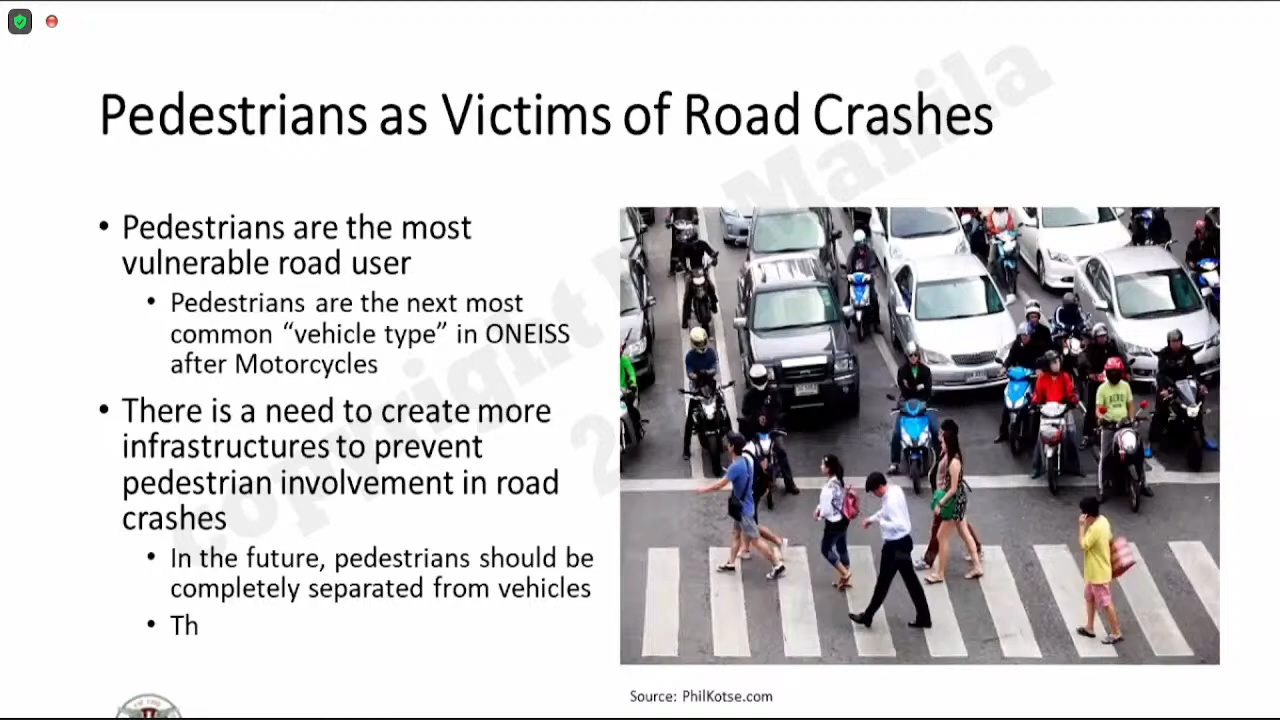 Pedestrians as Victims of Road Crashes
• Pedestrians are the most
vulnerable road user
• Pedestrians are the next most
common “vehicle type” in ONEISS
after Motorcycles
• There is a need to create more
infrastructures to prevent
pedestrian involvement in road
crashes
• In the future, pedestrians should be
completely separated from vehicles
• Th
Source: PhilKotse.com